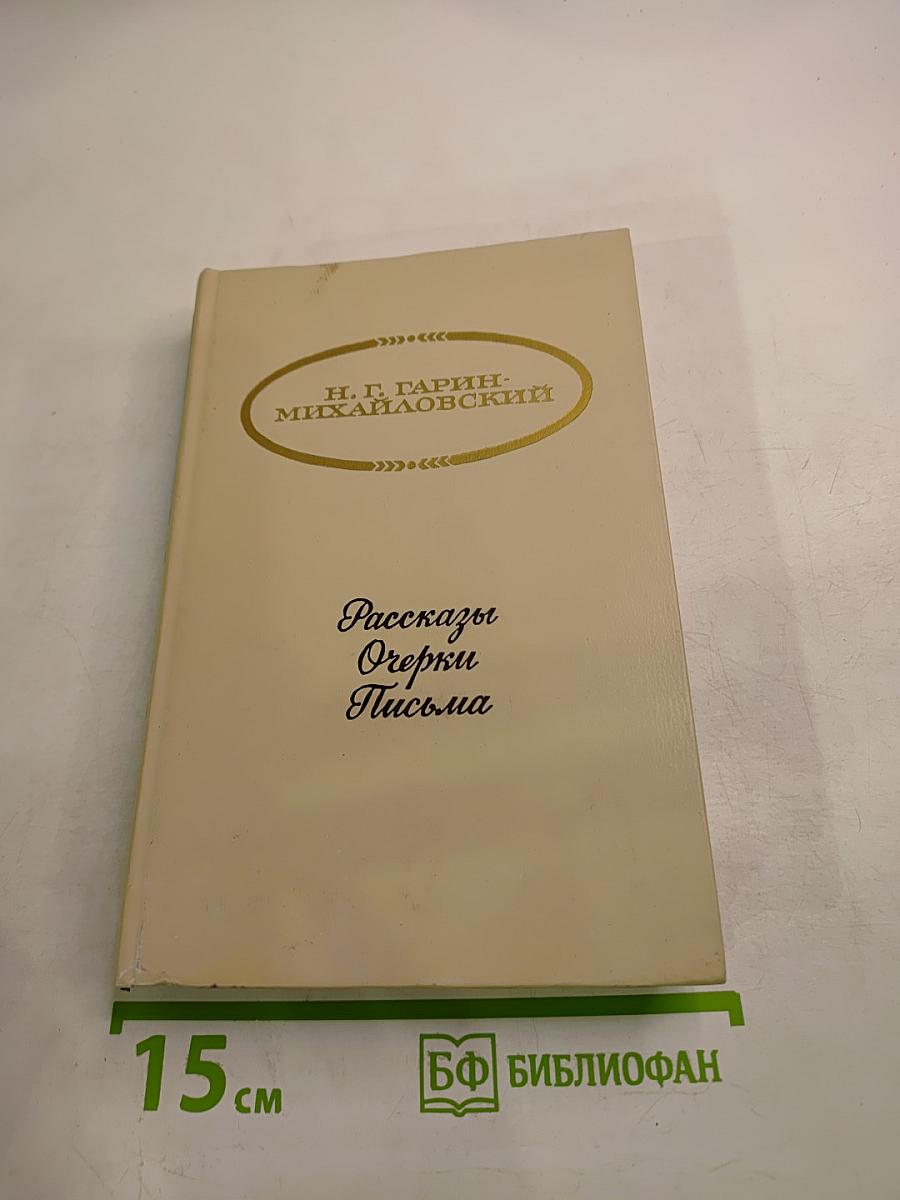 Н. Г. ГАРИН-
МИХАЙЛОВСКИЙ
Рассказы
Очерки
Письма
15 см
БФ БИБЛИОФАН